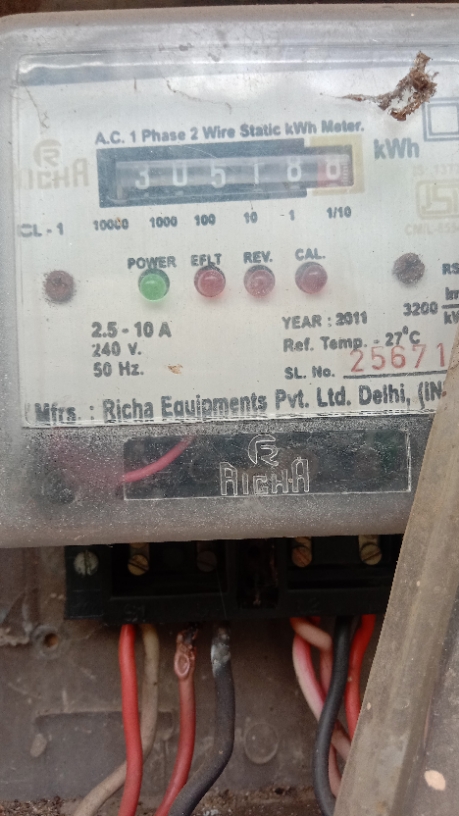 A.C. 1 Phase 2 Wire Static kWh Meter.
RICHA
305188 kWh
CL - 1 10000 1000 100 10 - 1 1/10
POWER EFLT REV. CAL.
RS
3200
2.5 - 10 A
240 V.
50 Hz.
YEAR : 2011
Ref. Temp. - 27°C
SL. No. 25671
Mfrs. : Richa Equipments Pvt. Ltd. Delhi,
RICHA